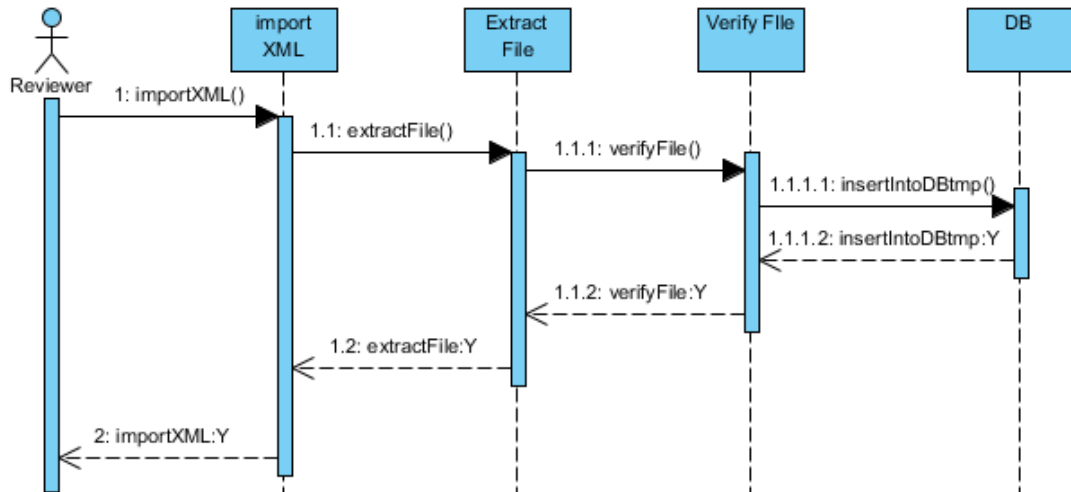 import
XML
Extract
File
Verify FIle
DB
Reviewer
1: importXML()
1.1: extractFile()
1.1.1: verifyFile()
1.1.1.1: insertIntoDBtmp()
1.1.1.2: insertIntoDBtmp:Y
1.1.2: verifyFile:Y
1.2: extractFile:Y
2: importXML:Y